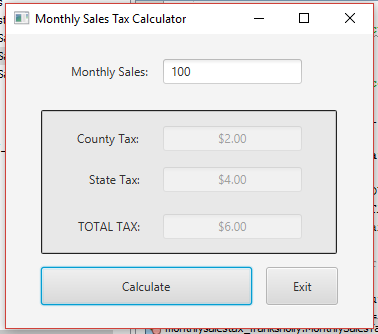 Monthly Sales Tax Calculator
Monthly Sales: 100
County Tax: $2.00
State Tax: $4.00
TOTAL TAX: $6.00
Calculate Exit